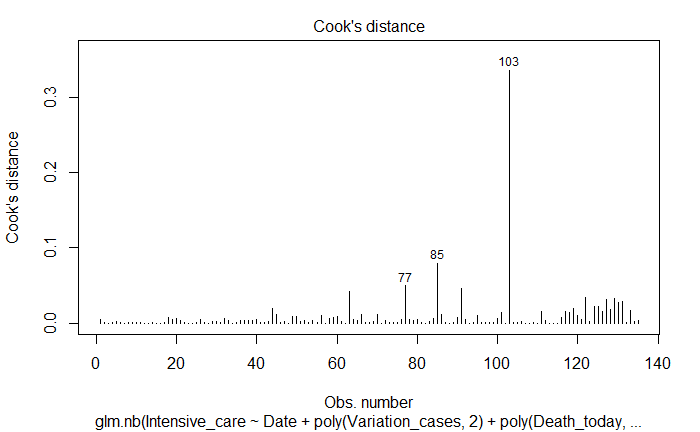 Cook's distance
103
85
77
Cook's distance
0.0 0.1 0.2 0.3
0 20 40 60 80 100 120 140
Obs. number
glm.nb(Intensive_care ~ Date + poly(Variation_cases, 2) + poly(Death_today, ...